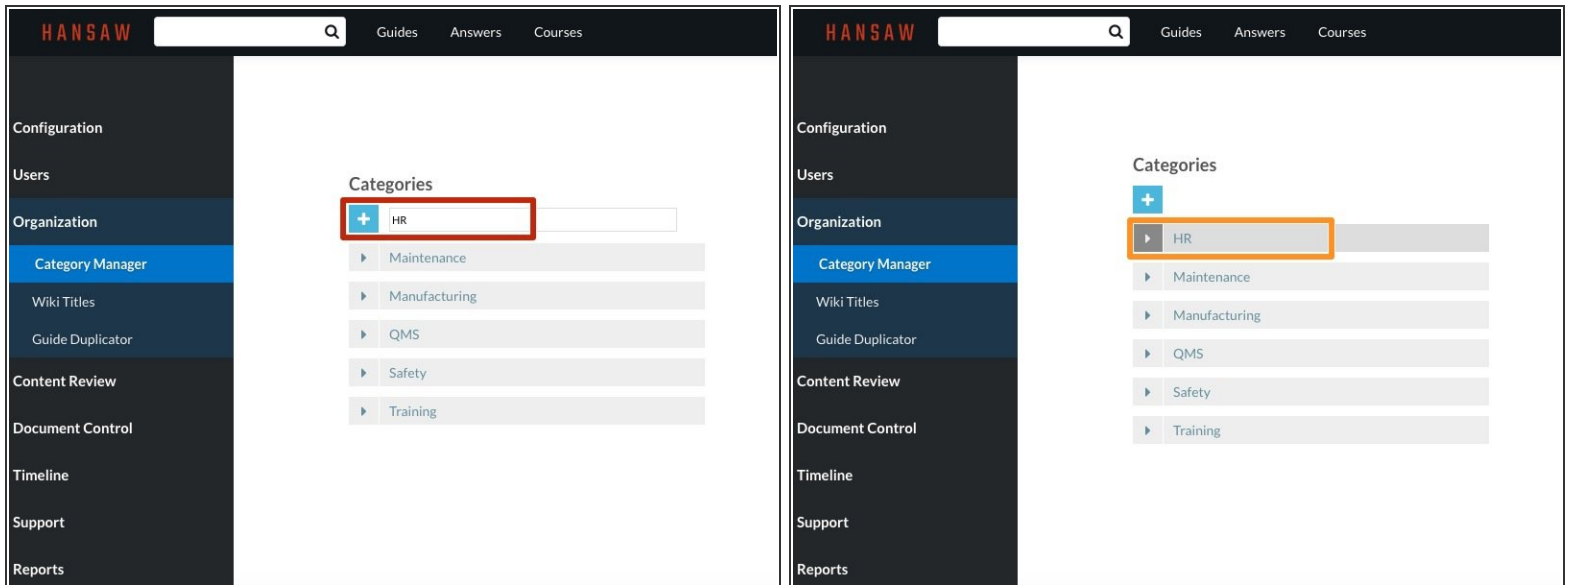 HANSAW Guides Answers Courses
Configuration
Users
Organization
Category Manager
Wiki Titles
Guide Duplicator
Content Review
Document Control
Timeline
Support
Reports
Categories
HR
Maintenance
Manufacturing
QMS
Safety
Training
HANSAW Guides Answers Courses
Configuration
Users
Organization
Category Manager
Wiki Titles
Guide Duplicator
Content Review
Document Control
Timeline
Support
Reports
Categories
HR
Maintenance
Manufacturing
QMS
Safety
Training